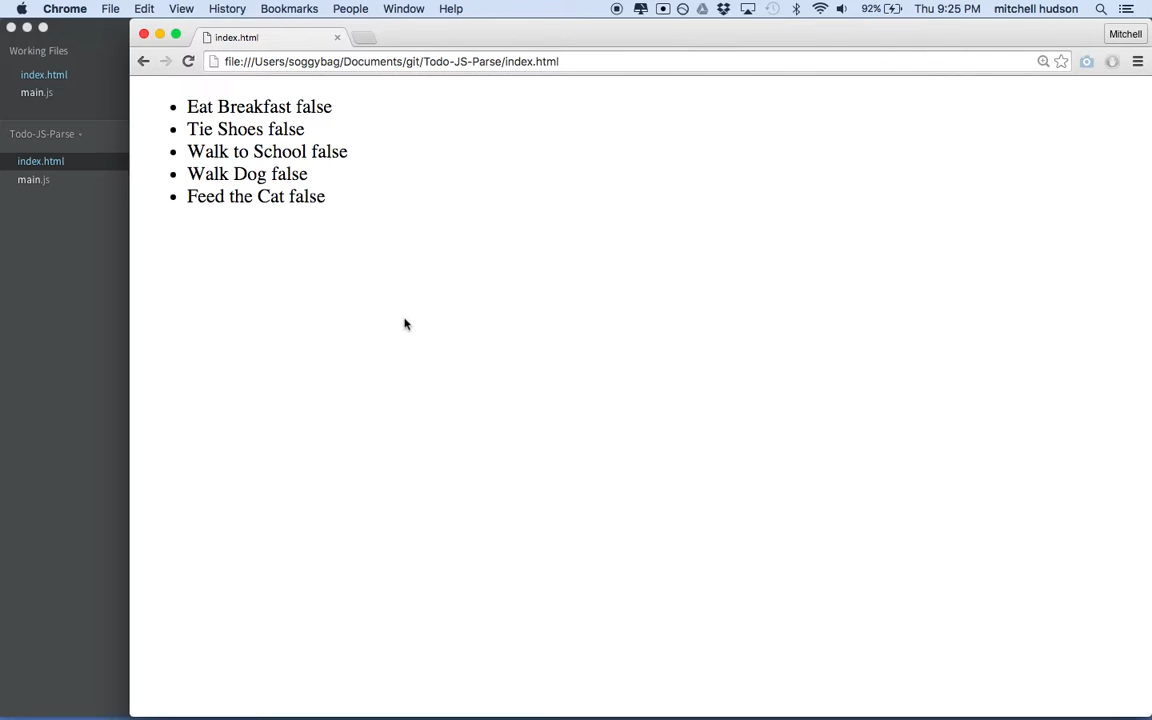 Chrome File Edit View History Bookmarks People Window Help 92% Thu 9:25 PM mitchell hudson
Working Files
index.html
main.js
Todo-JS-Parse
index.html
main.js
index.html
Mitchell
file:///Users/soggybag/Documents/git/Todo-JS-Parse/index.html
• Eat Breakfast false
• Tie Shoes false
• Walk to School false
• Walk Dog false
• Feed the Cat false